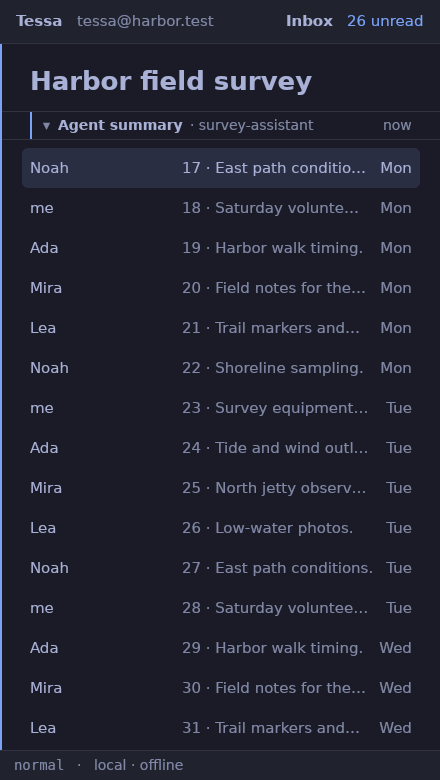 Tessa tessa@harbor.test Inbox 26 unread
Harbor field survey
▼ Agent summary · survey-assistant now
Noah 17 · East path conditio… Mon
me 18 · Saturday volunte… Mon
Ada 19 · Harbor walk timing. Mon
Mira 20 · Field notes for the… Mon
Lea 21 · Trail markers and… Mon
Noah 22 · Shoreline sampling. Mon
me 23 · Survey equipment… Tue
Ada 24 · Tide and wind outl… Tue
Mira 25 · North jetty observ… Tue
Lea 26 · Low-water photos. Tue
Noah 27 · East path conditions. Tue
me 28 · Saturday voluntee… Tue
Ada 29 · Harbor walk timing. Wed
Mira 30 · Field notes for the… Wed
Lea 31 · Trail markers and… Wed
normal · local · offline